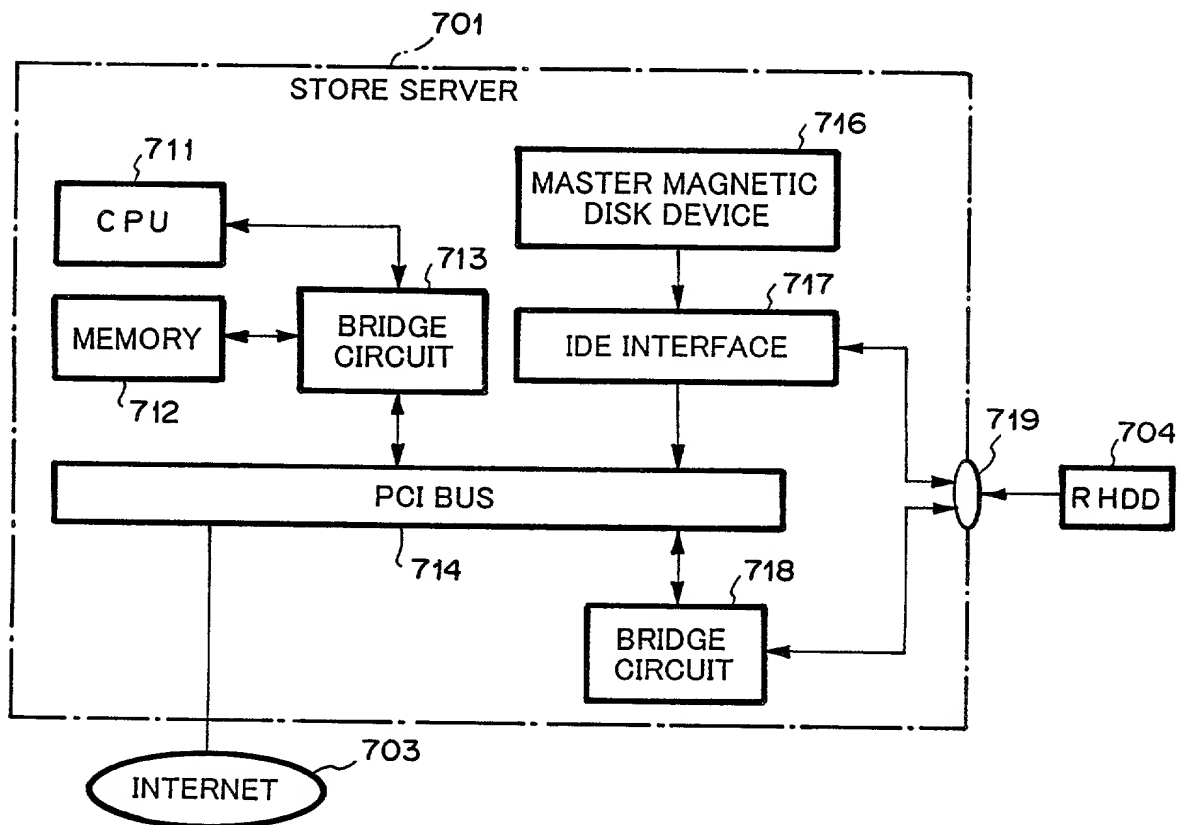 701
STORE SERVER
711
CPU
716
MASTER MAGNETIC
DISK DEVICE
713
BRIDGE
CIRCUIT
MEMORY
712
717
IDE INTERFACE
719
704
RHDD
PCI BUS
714
718
BRIDGE
CIRCUIT
703
INTERNET